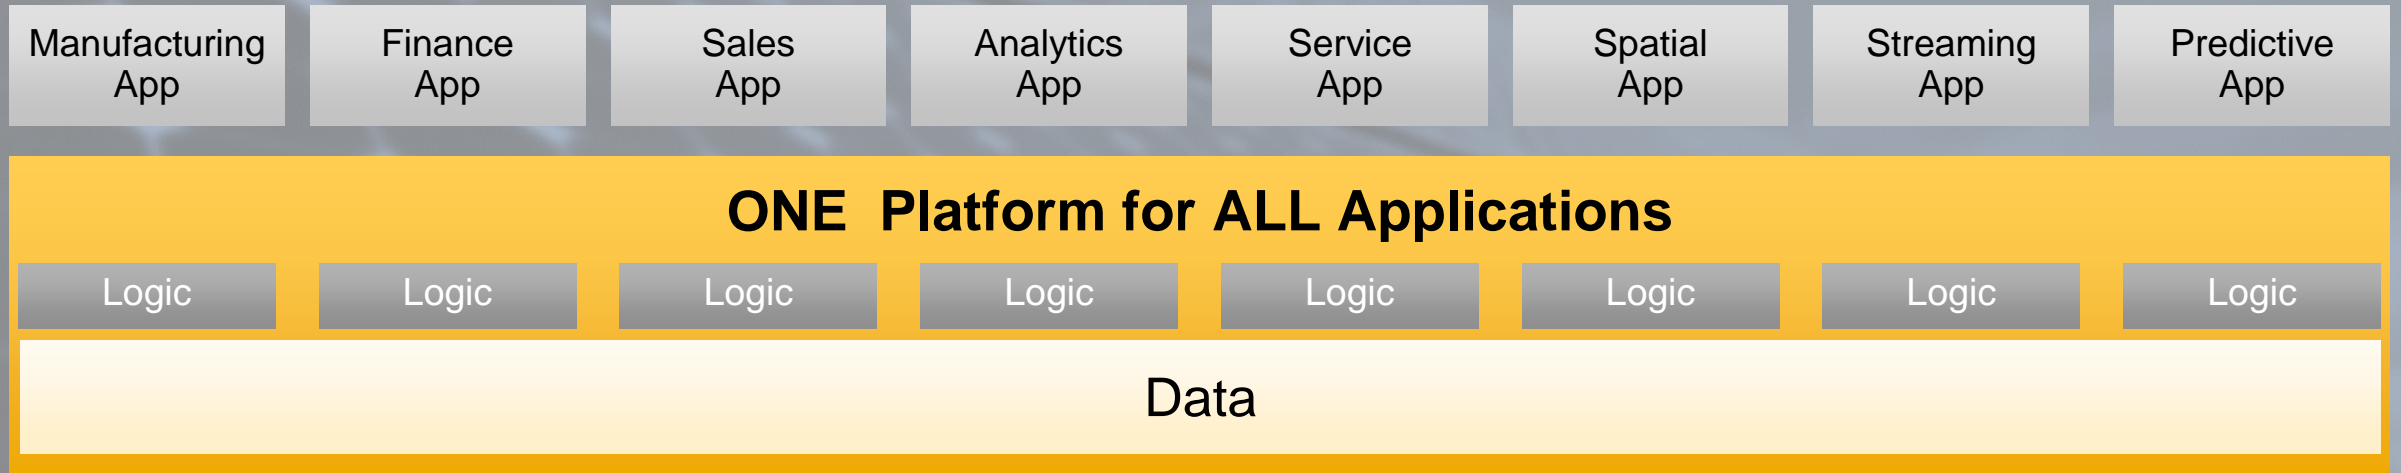 Manufacturing
App
Finance
App
Sales
App
Analytics
App
Service
App
Spatial
App
Streaming
App
Predictive
App
ONE  Platform for ALL Applications
Logic
Logic
Logic
Logic
Logic
Logic
Logic
Logic
Data